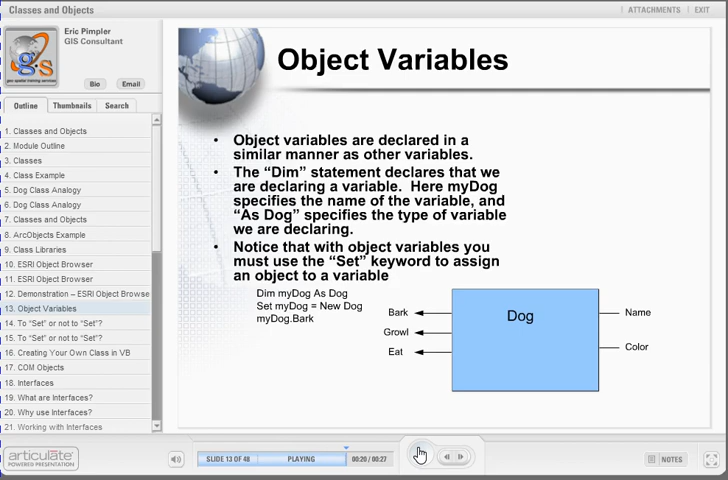 Classes and Objects
ATTACHMENTS
EXIT
Eric Pimpler
GIS Consultant
Bio
Email
Outline
Thumbnails
Search
1. Classes and Objects
2. Module Outline
3. Classes
4. Class Example
5. Dog Class Analogy
6. Dog Class Analogy
7. Classes and Objects
8. ArcObjects Example
9. Class Libraries
10. ESRI Object Browser
11. ESRI Object Browser
12. Demonstration – ESRI Object Browse
13. Object Variables
14. To "Set" or not to "Set"?
15. To "Set" or not to "Set"?
16. Creating Your Own Class in VB
17. COM Objects
18. Interfaces
19. What are Interfaces?
20. Why use Interfaces?
21. Working with Interfaces
Object Variables
• Object variables are declared in a
similar manner as other variables.
• The “Dim” statement declares that we
are declaring a variable. Here myDog
specifies the name of the variable, and
“As Dog” specifies the type of variable
we are declaring.
• Notice that with object variables you
must use the “Set” keyword to assign
an object to a variable
Dim myDog As Dog
Set myDog = New Dog
myDog.Bark
Bark
Growl
Eat
Dog
Name
Color
articulate
POWERED PRESENTATION
SLIDE 13 OF 48
PLAYING
00:20 / 00:27
NOTES